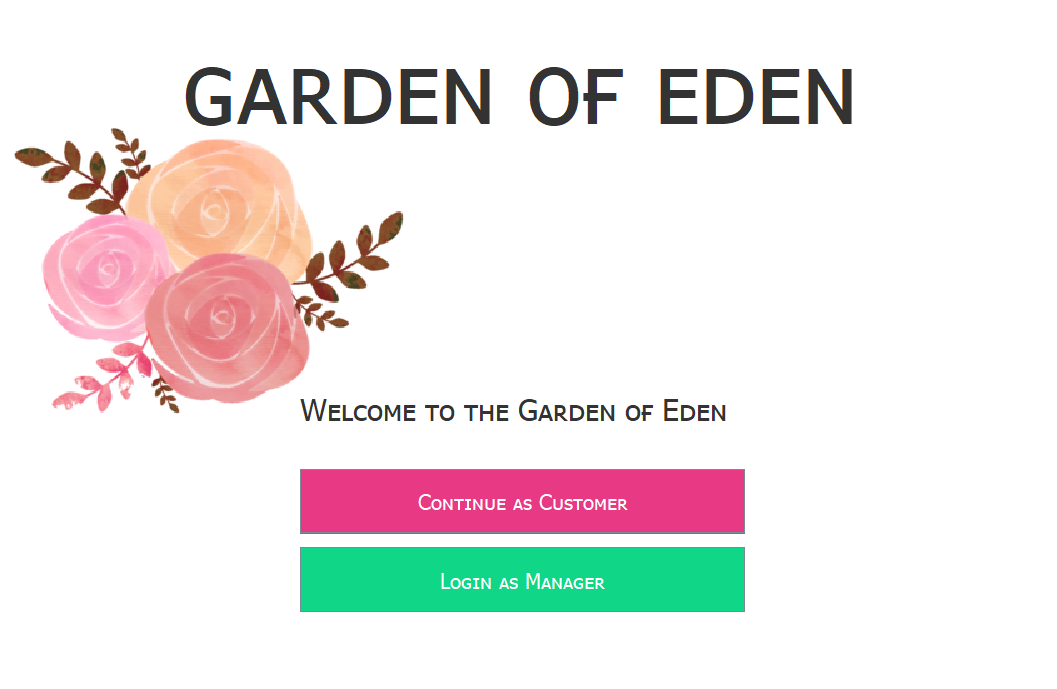 GARDEN OF EDEN
Welcome to the Garden of Eden
Continue as Customer
Login as Manager